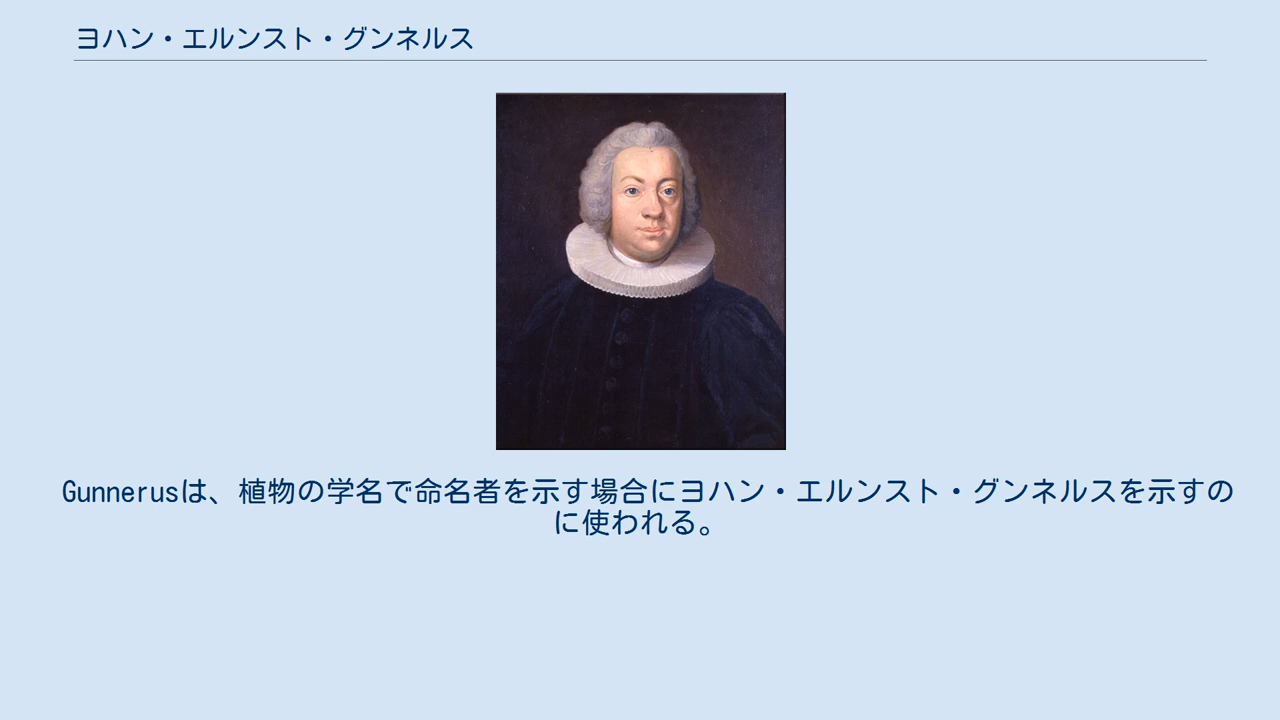 ヨハン・エルンスト・グンネルス
Gunnerusは、植物の学名で命名者を示す場合にヨハン・エルンスト・グンネルスを示すの
に使われる。